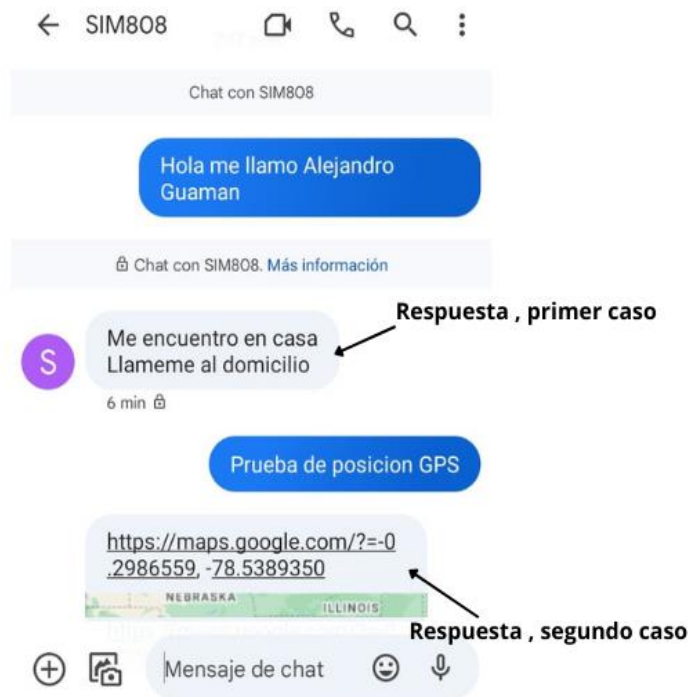 SIM808
Chat con SIM808
Hola me llamo Alejandro
Guaman
Chat con SIM808. Más información
Respuesta , primer caso
Me encuentro en casa
Llameme al domicilio
S
6 min
Prueba de posicion GPS
https://maps.google.com/?=-0
.2986559, -78.5389350
NEBRASKA
ILLINOIS
Respuesta , segundo caso
Mensaje de chat